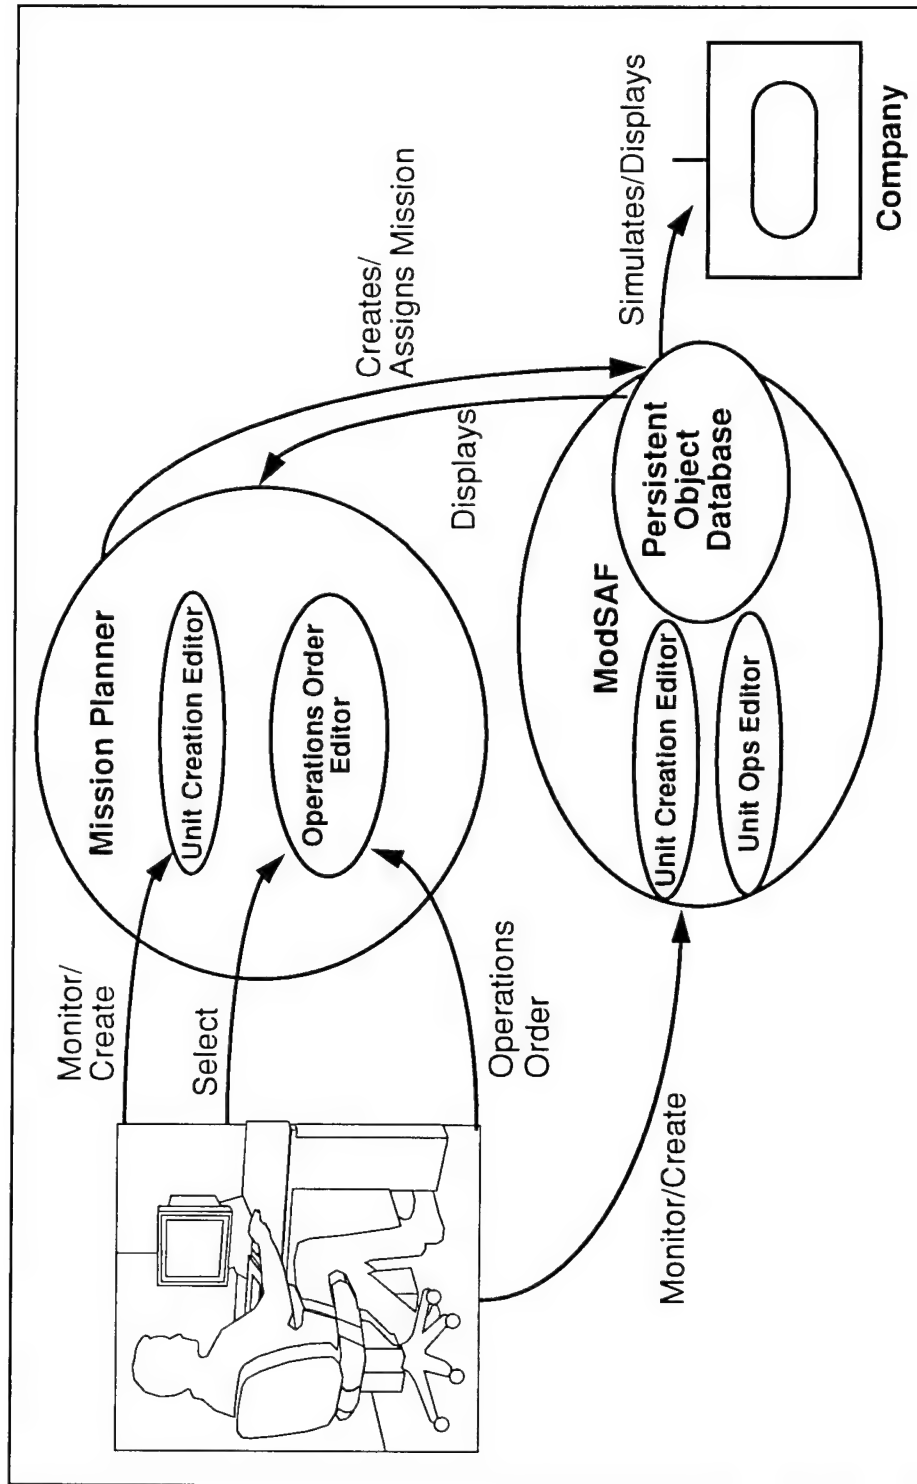 Monitor/
Create
Select
Operations
Order
Monitor/Create
Mission Planner
Unit Creation Editor
Operations Order
Editor
Creates/
Assigns Mission
Displays
ModSAF
Unit Creation Editor
Unit Ops Editor
Persistent
Object
Database
Simulates/Displays
Company